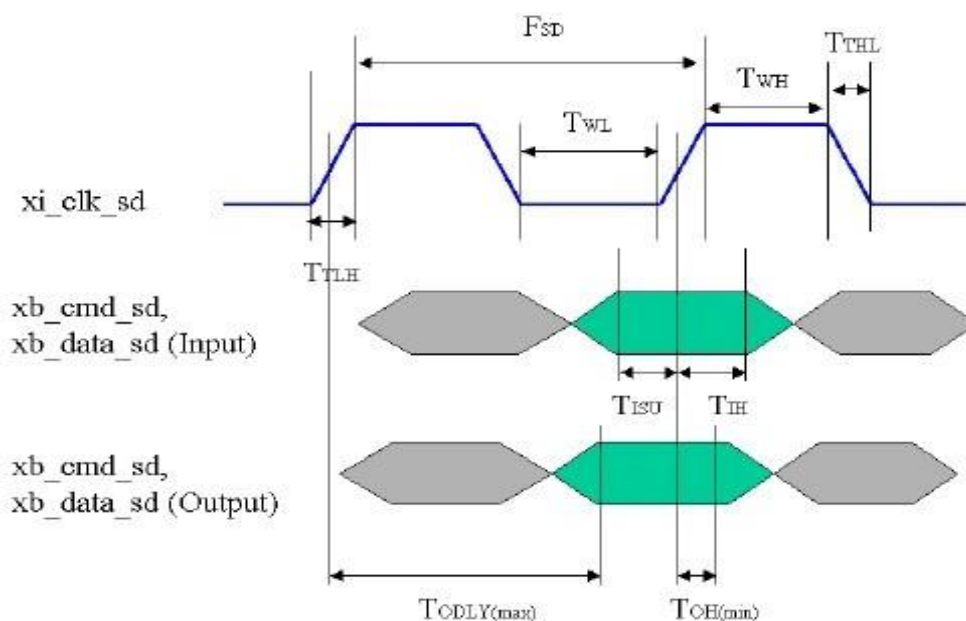 FSD
TTHL
TWH
TWL
xi_clk_sd
TTLH
xb_cmd_sd,
xb_data_sd (Input)
TISU
TIH
xb_cmd_sd,
xb_data_sd (Output)
TODLY(max)
TOH(min)